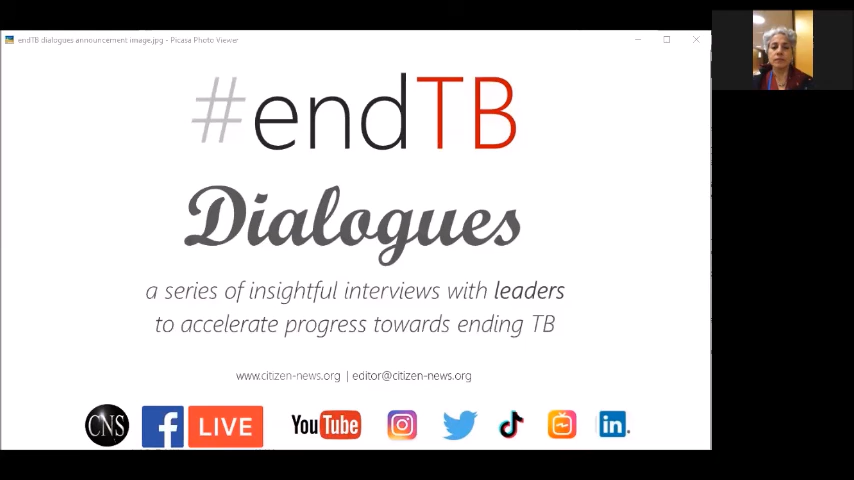 endTB dialogues announcement image.jpg - Picasa Photo Viewer
#endTB
Dialogues
a series of insightful interviews with leaders
to accelerate progress towards ending TB
www.citizen-news.org | editor@citizen-news.org
CNS f LIVE YouTube in.